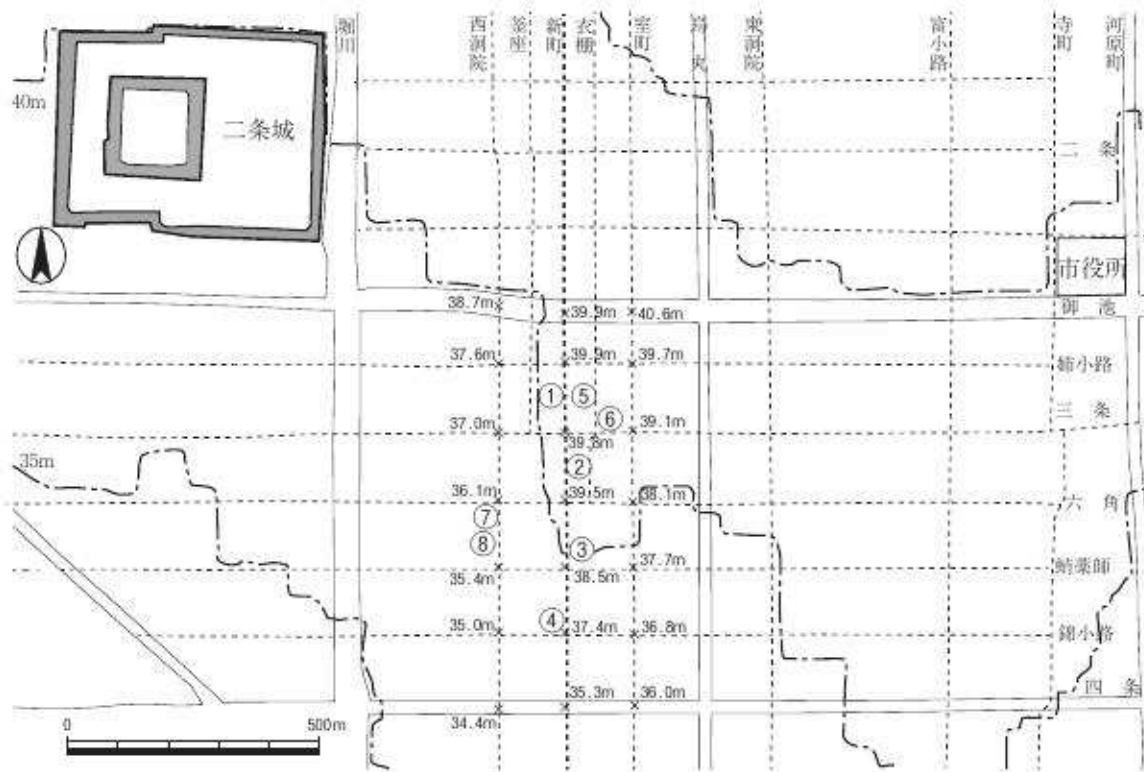 堀川
西洞院
釜座
新町
衣棚
室町
烏丸
東洞院
富小路
寺町
河原町
40m
二条城
二条
市役所
御池
38.7m
39.9m
40.6m
37.6m
39.9m
39.7m
姉小路
①
⑤
⑥
三条
37.0m
39.8m
39.1m
35m
②
36.1m
39.5m
38.1m
六角
⑦
⑧
③
37.7m
蛸薬師
35.4m
38.5m
④
35.0m
37.4m
36.8m
錦小路
35.3m
36.0m
四条
34.4m
0
500m